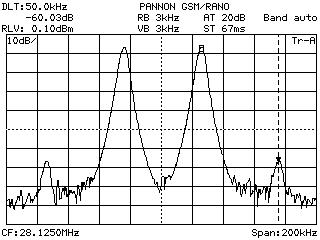 DLT:50.0kHz PANNON GSM/RANO
-60.03dB RB 3kHz AT 20dB Band auto
RLV: 0.10dBm VB 3kHz ST 67ms
10dB/ Tr-A
CF:28.1250MHz Span:200kHz